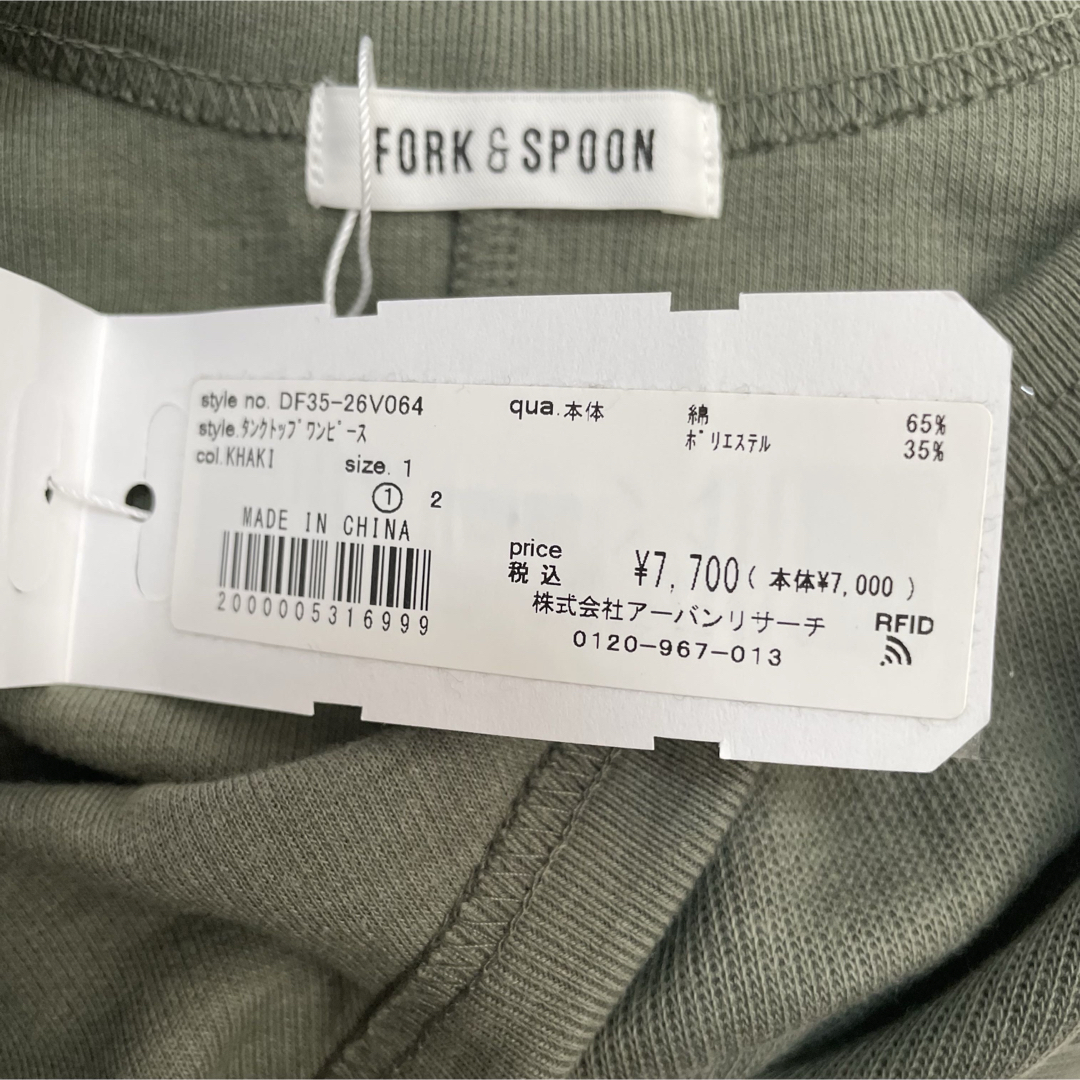 FORK & SPOON
style no. DF35-26V064
style.ﾀﾝｸﾄｯﾌﾟﾜﾝﾋﾟｰｽ
col.KHAKI size. 1
① 2
MADE IN CHINA
2000005316999
qua.本体 綿 65%
ﾎﾟﾘｴｽﾃﾙ 35%
price
税込 ¥7,700( 本体¥7,000 )
株式会社アーバンリサーチ
0120-967-013
RFID